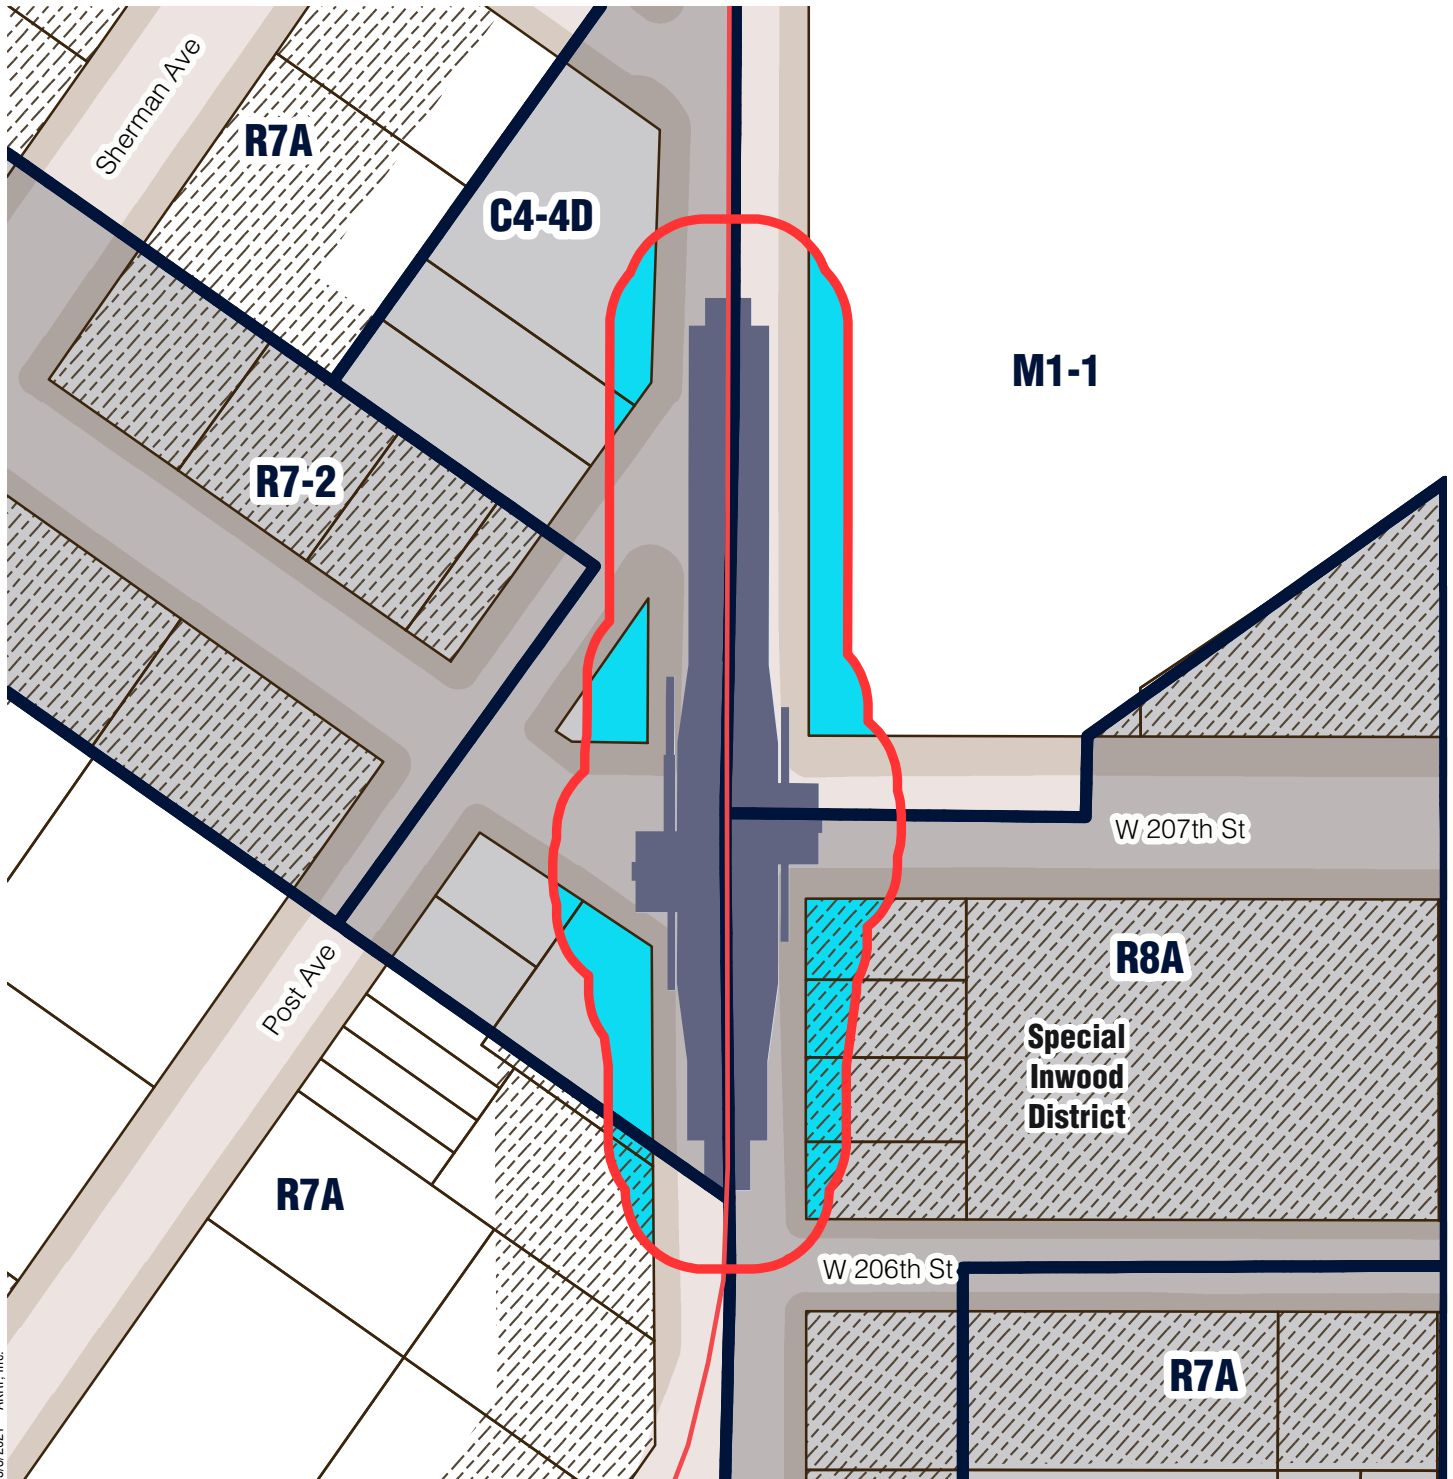 Sherman Ave
R7A
C4-4D
M1-1
R7-2
W 207th St
R8A
Post Ave
Special
Inwood
District
R7A
W 206th St
R7A